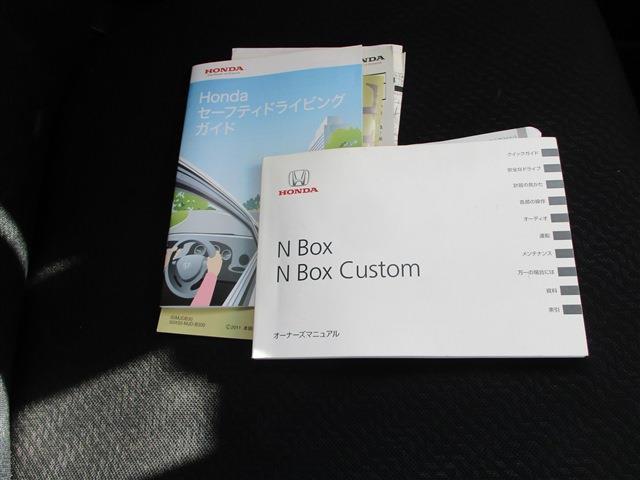 HONDA
Honda
セーフティドライビング
ガイド
HONDA
© 2011
HONDA
N Box
N Box Custom
オーナーズマニュアル
クイックガイド
安全なドライブ
計器の見かた
各部の操作
オーディオ
運転
メンテナンス
万一の場合には
資料
索引